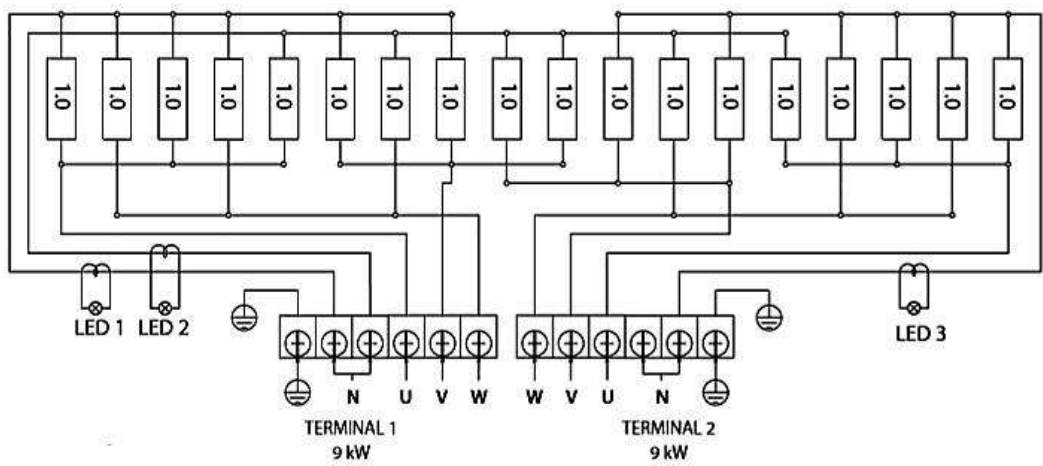 1.0 1.0 1.0 1.0 1.0 1.0 1.0 1.0 1.0 1.0 1.0 1.0 1.0 1.0 1.0 1.0 1.0 1.0
LED 1 LED 2 LED 3
N U V W W V U N
TERMINAL 1 TERMINAL 2
9 kW 9 kW